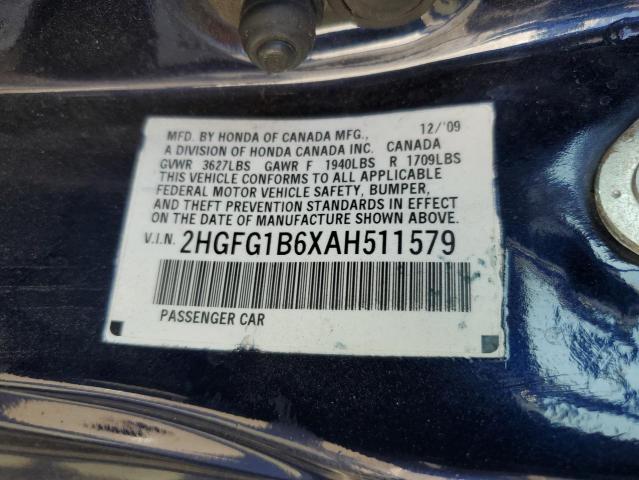 MFD. BY HONDA OF CANADA MFG., 12/'09
A DIVISION OF HONDA CANADA INC. CANADA
GVWR 3627LBS GAWR F 1940LBS R 1709LBS
THIS VEHICLE CONFORMS TO ALL APPLICABLE
FEDERAL MOTOR VEHICLE SAFETY, BUMPER,
AND THEFT PREVENTION STANDARDS IN EFFECT
ON THE DATE OF MANUFACTURE SHOWN ABOVE.
V.I.N. 2HGFG1B6XAH511579
PASSENGER CAR